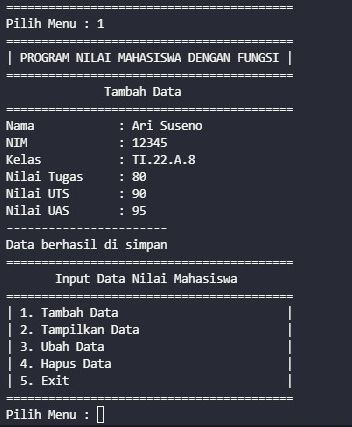 =========================================
Pilih Menu : 1
=========================================
| PROGRAM NILAI MAHASISWA DENGAN FUNGSI |
=========================================
Tambah Data
=========================================
Nama : Ari Suseno
NIM : 12345
Kelas : TI.22.A.8
Nilai Tugas : 80
Nilai UTS : 90
Nilai UAS : 95
-----------------------
Data berhasil di simpan
=========================================
Input Data Nilai Mahasiswa
=========================================
| 1. Tambah Data |
| 2. Tampilkan Data |
| 3. Ubah Data |
| 4. Hapus Data |
| 5. Exit |
=========================================
Pilih Menu :